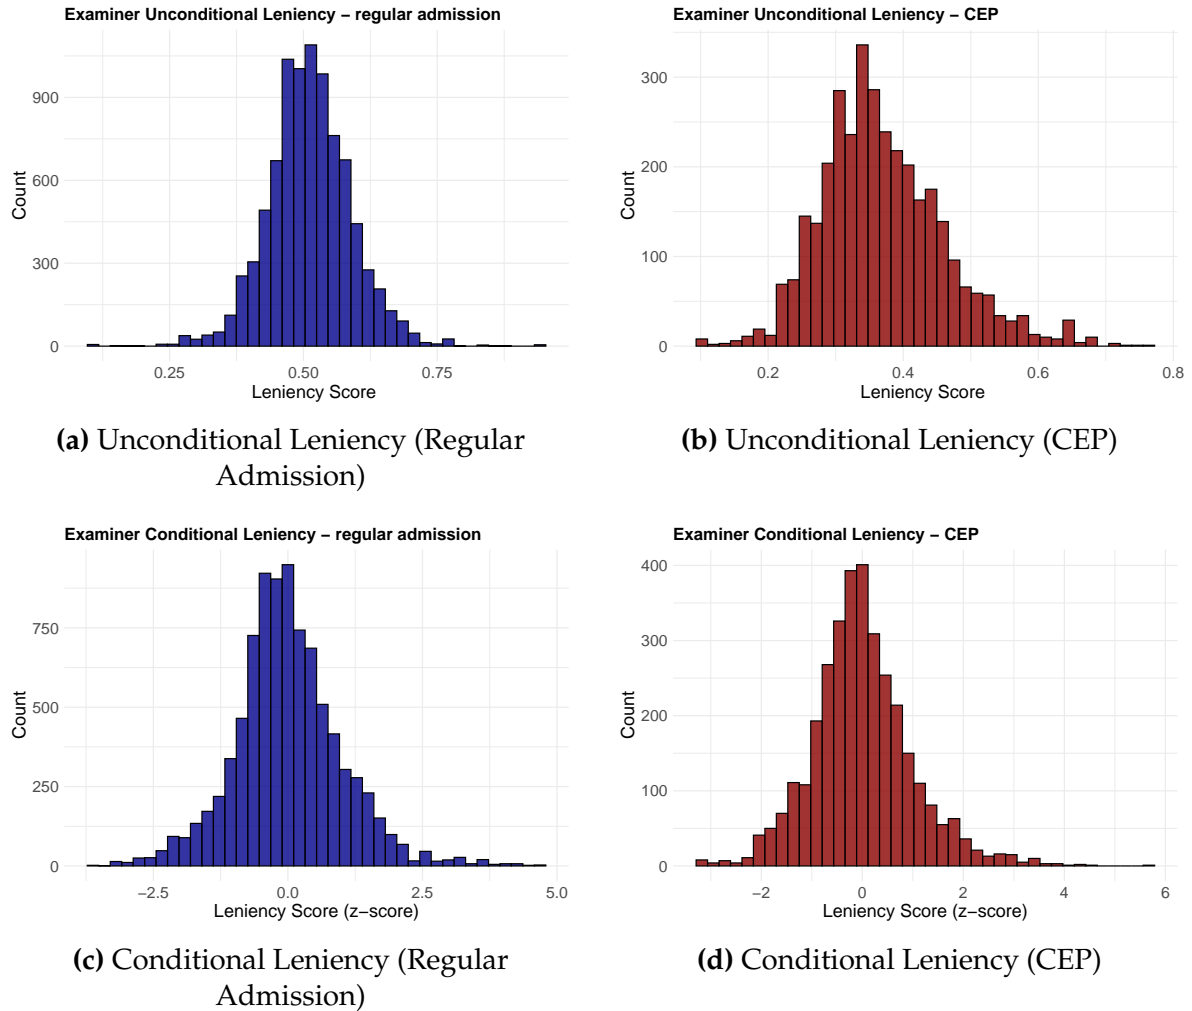 Examiner Unconditional Leniency – regular admission
900
600
300
0
Count
0.25 0.50 0.75
Leniency Score
(a) Unconditional Leniency (Regular
Admission)
Examiner Unconditional Leniency – CEP
300
200
100
0
Count
0.2 0.4 0.6 0.8
Leniency Score
(b) Unconditional Leniency (CEP)
Examiner Conditional Leniency – regular admission
750
500
250
0
Count
−2.5 0.0 2.5 5.0
Leniency Score (z−score)
(c) Conditional Leniency (Regular
Admission)
Examiner Conditional Leniency – CEP
400
300
200
100
0
Count
−2 0 2 4 6
Leniency Score (z−score)
(d) Conditional Leniency (CEP)